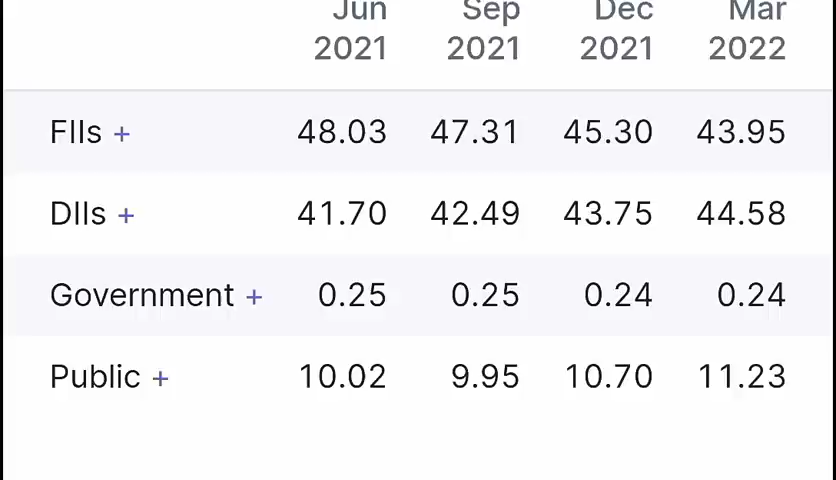 Jun Sep Dec Mar
2021 2021 2021 2022
FIIs + 48.03 47.31 45.30 43.95
DIIs + 41.70 42.49 43.75 44.58
Government + 0.25 0.25 0.24 0.24
Public + 10.02 9.95 10.70 11.23